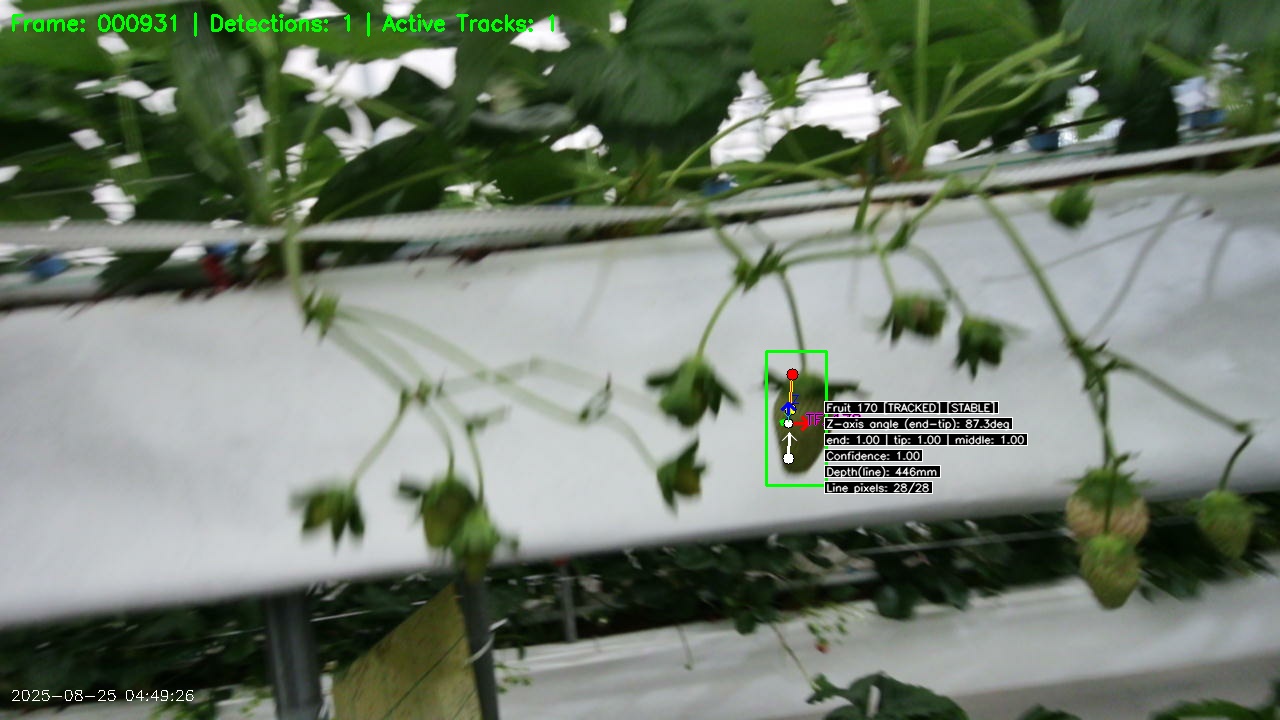 Frame: 000931 | Detections: 1 | Active Tracks: 1
Fruit 170 [TRACKED] [STABLE]
Z-axis angle (end-tip): 87.3deg
end: 1.00 | tip: 1.00 | middle: 1.00
Confidence: 1.00
Depth(line): 446mm
Line pixels: 28/28
2025-08-25 04:49:26